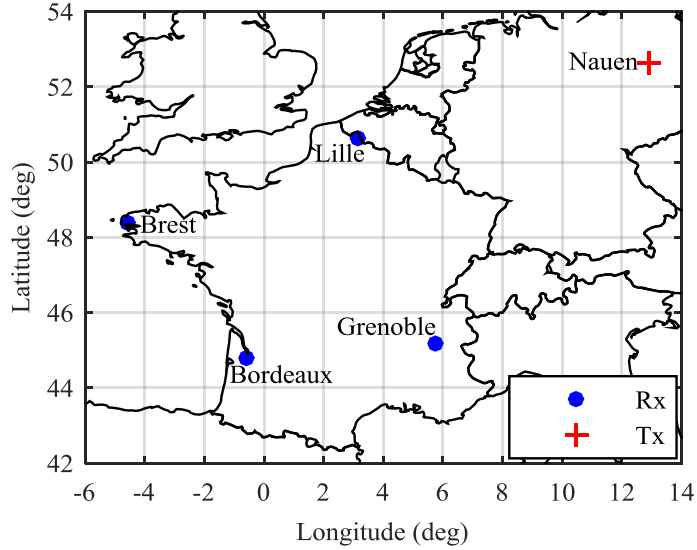 54
52
50
48
46
44
42
Latitude (deg)
Nauen
Lille
Brest
Grenoble
Bordeaux
Rx
Tx
-6 -4 -2 0 2 4 6 8 10 12 14
Longitude (deg)